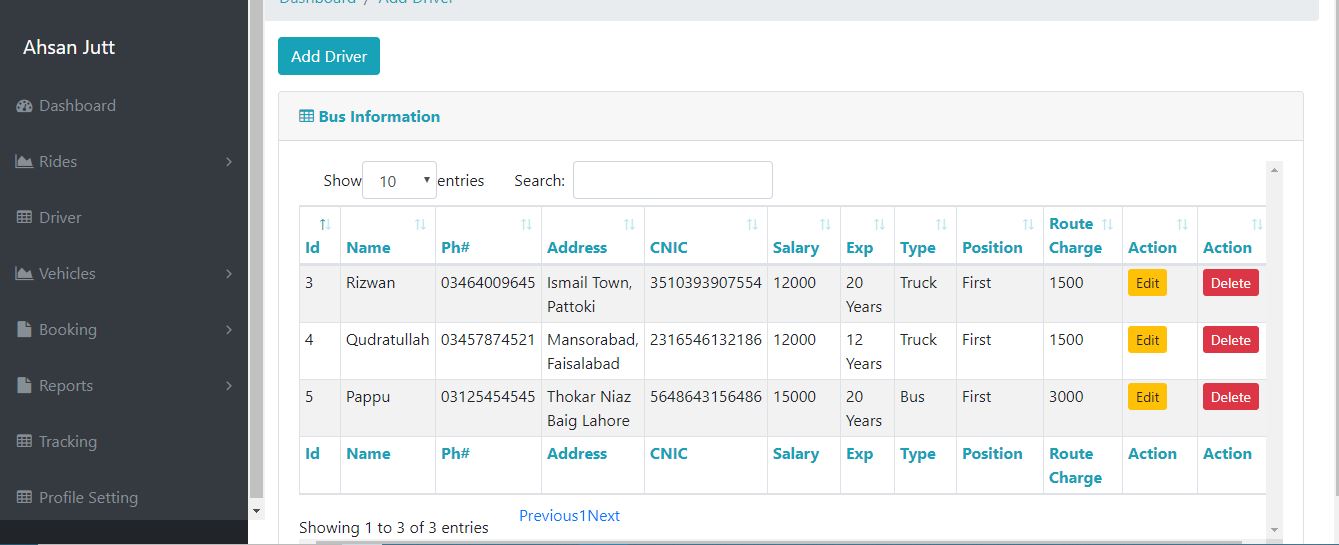 Dashboard / Add Driver
Ahsan Jutt
Dashboard
Rides
Driver
Vehicles
Booking
Reports
Tracking
Profile Setting
Add Driver
Bus Information
Show 10 entries Search:
Id Name Ph# Address CNIC Salary Exp Type Position Route Charge Action Action
3 Rizwan 03464009645 Ismail Town, Pattoki 3510393907554 12000 20 Years Truck First 1500 Edit Delete
4 Qudratullah 03457874521 Mansorabad, Faisalabad 2316546132186 12000 12 Years Truck First 1500 Edit Delete
5 Pappu 03125454545 Thokar Niaz Baig Lahore 5648643156486 15000 20 Years Bus First 3000 Edit Delete
Id Name Ph# Address CNIC Salary Exp Type Position Route Charge Action Action
Showing 1 to 3 of 3 entries
Previous1Next